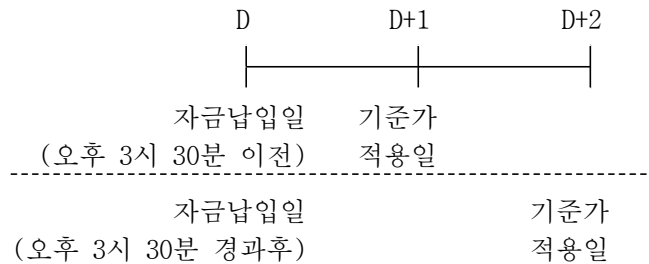 D D+1 D+2
자금납입일 기준가
(오후 3시 30분 이전) 적용일
자금납입일 기준가
(오후 3시 30분 경과후) 적용일